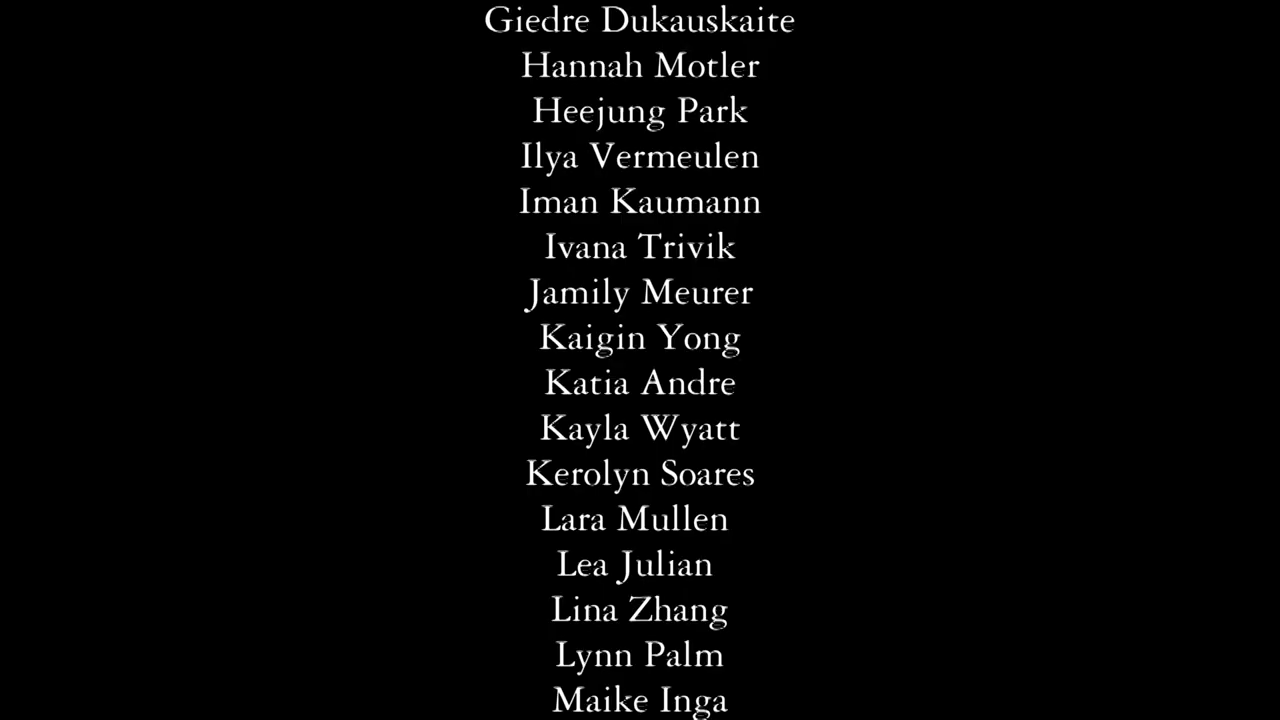 Giedre Dukauskaite
Hannah Motler
Heejung Park
Ilya Vermeulen
Iman Kaumann
Ivana Trivik
Jamily Meurer
Kaigin Yong
Katia Andre
Kayla Wyatt
Kerolyn Soares
Lara Mullen
Lea Julian
Lina Zhang
Lynn Palm
Maike Inga